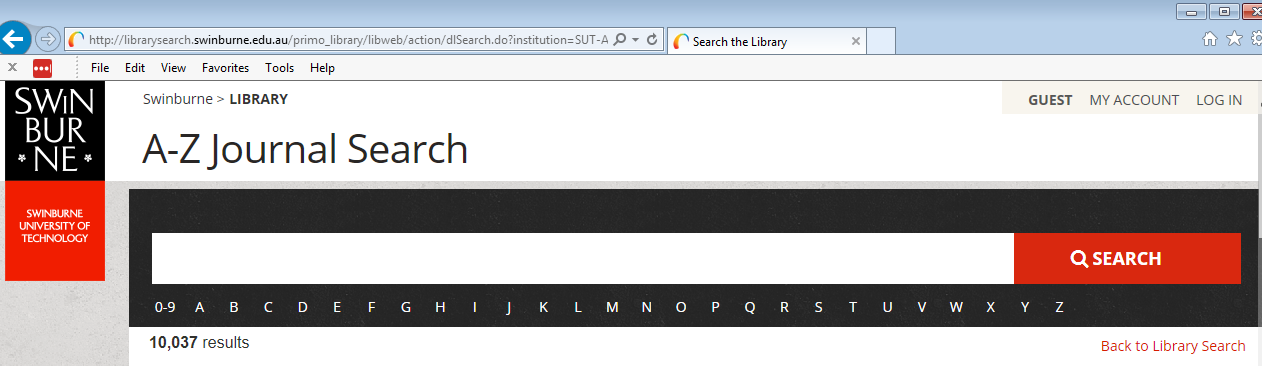 http://librarysearch.swinburne.edu.au/primo_library/libweb/action/dlSearch.do?institution=SUT-A
Search the Library
File Edit View Favorites Tools Help
SWIN
BUR
NE
SWINBURNE
UNIVERSITY OF
TECHNOLOGY
Swinburne > LIBRARY
GUEST MY ACCOUNT LOG IN
A-Z Journal Search
SEARCH
0-9 A B C D E F G H I J K L M N O P Q R S T U V W X Y Z
10,037 results
Back to Library Search